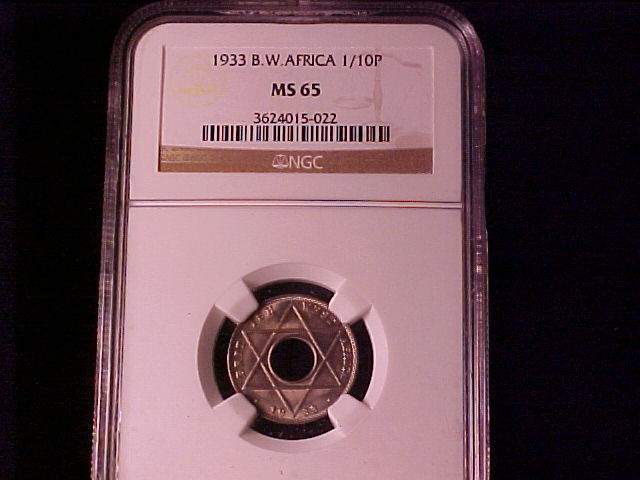 1933 B.W.AFRICA 1/10P
MS 65
3624015-022
NGC